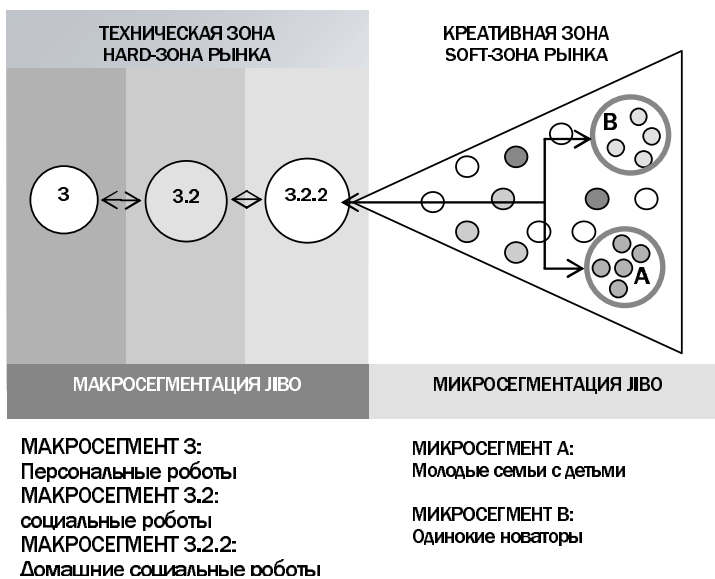 ТЕХНИЧЕСКАЯ ЗОНА
HARD-ЗОНА РЫНКА
КРЕАТИВНАЯ ЗОНА
SOFT-ЗОНА РЫНКА
3
3.2
3.2.2
B
A
МАКРОСЕГМЕНТАЦИЯ JIBO
МИКРОСЕГМЕНТАЦИЯ JIBO
МАКРОСЕГМЕНТ 3:
Персональные роботы
МАКРОСЕГМЕНТ 3.2:
социальные роботы
МАКРОСЕГМЕНТ 3.2.2:
Домашние социальные роботы
МИКРОСЕГМЕНТ А:
Молодые семьи с детьми
МИКРОСЕГМЕНТ В:
Одинокие новаторы